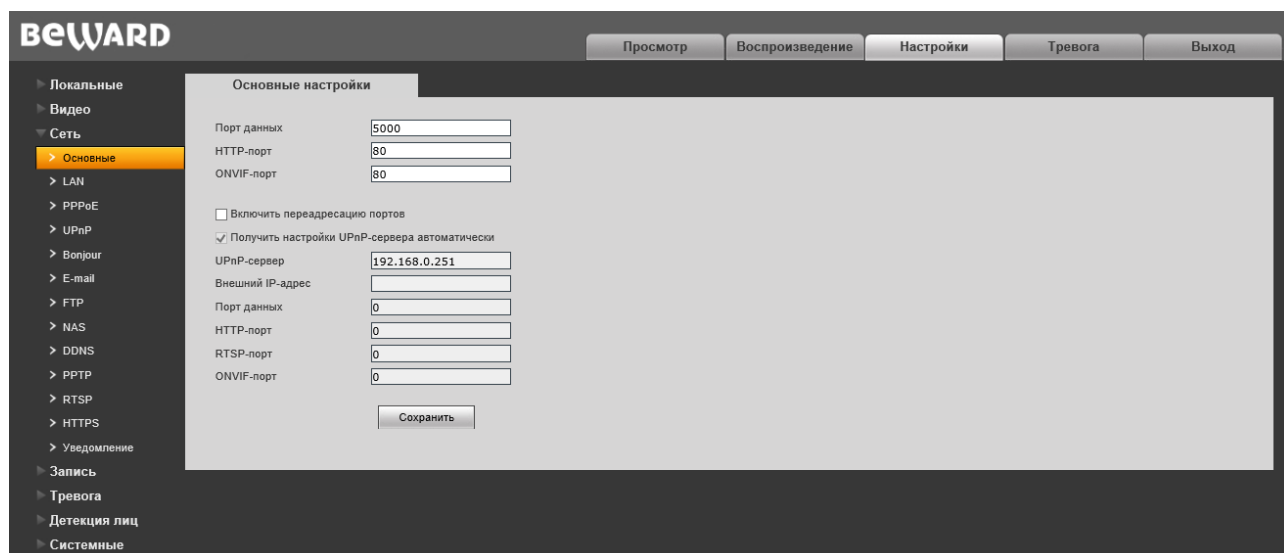 BEWARD
Просмотр Воспроизведение Настройки Тревога Выход
Локальные
Видео
Сеть
Основные
LAN
PPPoE
UPnP
Bonjour
E-mail
FTP
NAS
DDNS
PPTP
RTSP
HTTPS
Уведомление
Запись
Тревога
Детекция лиц
Системные
Основные настройки
Порт данных 5000
HTTP-порт 80
ONVIF-порт 80
Включить переадресацию портов
Получить настройки UPnP-сервера автоматически
UPnP-сервер 192.168.0.251
Внешний IP-адрес
Порт данных 0
HTTP-порт 0
RTSP-порт 0
ONVIF-порт 0
Сохранить